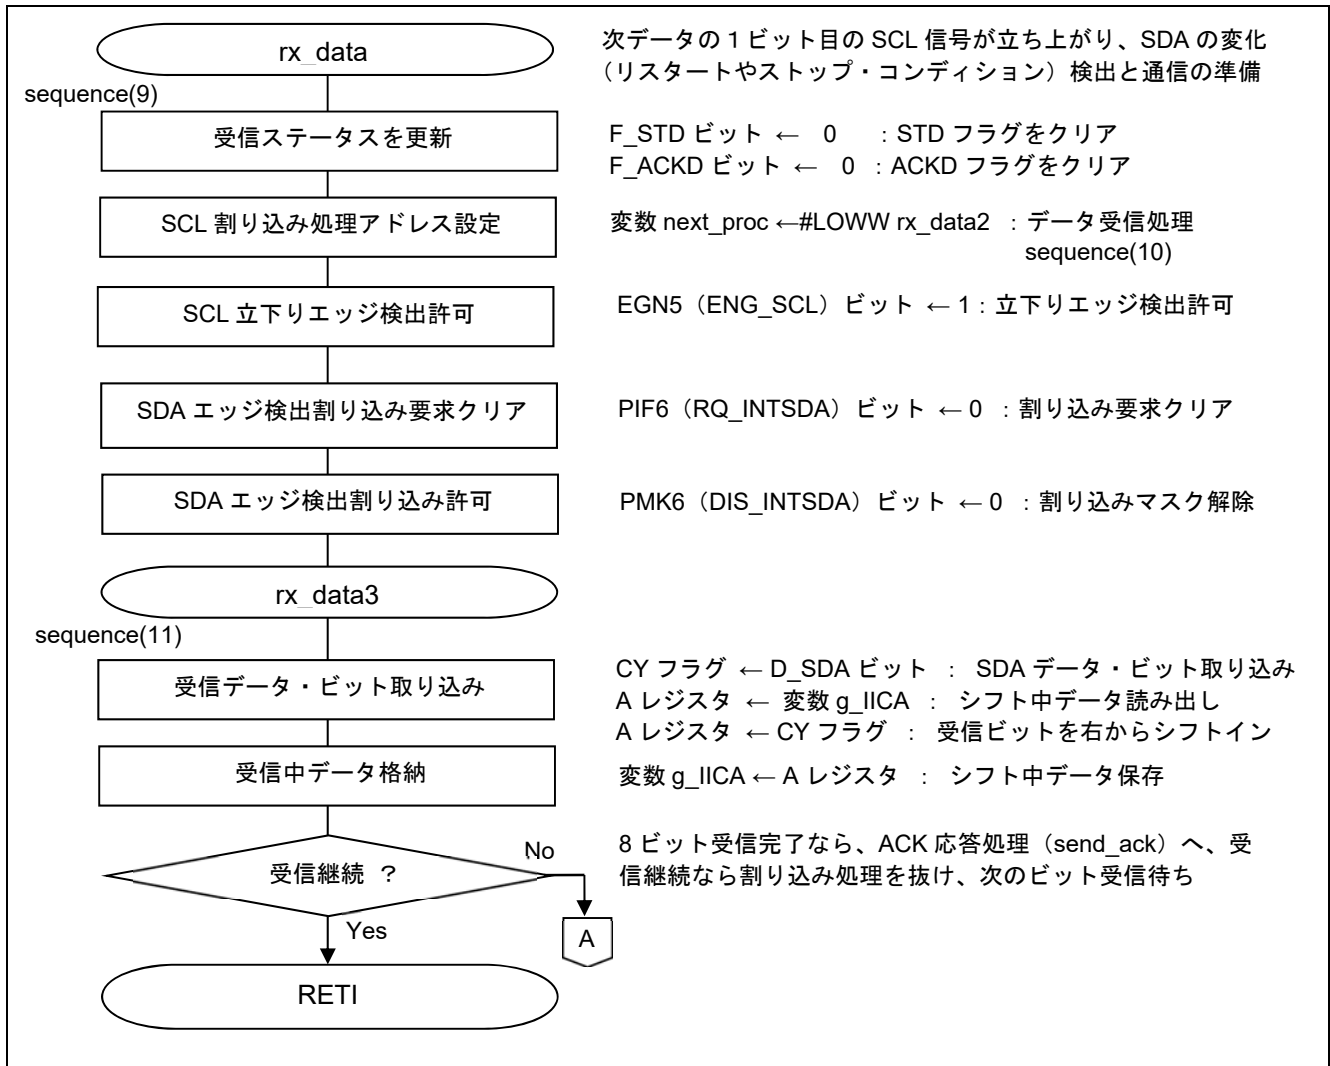 rx_data
次データの 1 ビット目の SCL 信号が立ち上がり、SDA の変化
（リスタートやストップ・コンディション）検出と通信の準備
sequence(9)
受信ステータスを更新
F_STD ビット ← 0 ：STD フラグをクリア
F_ACKD ビット ← 0 ：ACKD フラグをクリア
SCL 割り込み処理アドレス設定
変数 next_proc ←#LOWW rx_data2 ：データ受信処理
sequence(10)
SCL 立下りエッジ検出許可
EGN5（ENG_SCL）ビット ← 1：立下りエッジ検出許可
SDA エッジ検出割り込み要求クリア
PIF6（RQ_INTSDA）ビット ← 0 ：割り込み要求クリア
SDA エッジ検出割り込み許可
PMK6（DIS_INTSDA）ビット ← 0 ：割り込みマスク解除
rx_data3
sequence(11)
受信データ・ビット取り込み
CY フラグ ← D_SDA ビット ： SDA データ・ビット取り込み
A レジスタ ← 変数 g_IICA ： シフト中データ読み出し
A レジスタ ← CY フラグ ： 受信ビットを右からシフトイン
受信中データ格納
変数 g_IICA ← A レジスタ ： シフト中データ保存
受信継続 ？
No
8 ビット受信完了なら、ACK 応答処理（send_ack）へ、受
信継続なら割り込み処理を抜け、次のビット受信待ち
Yes
A
RETI